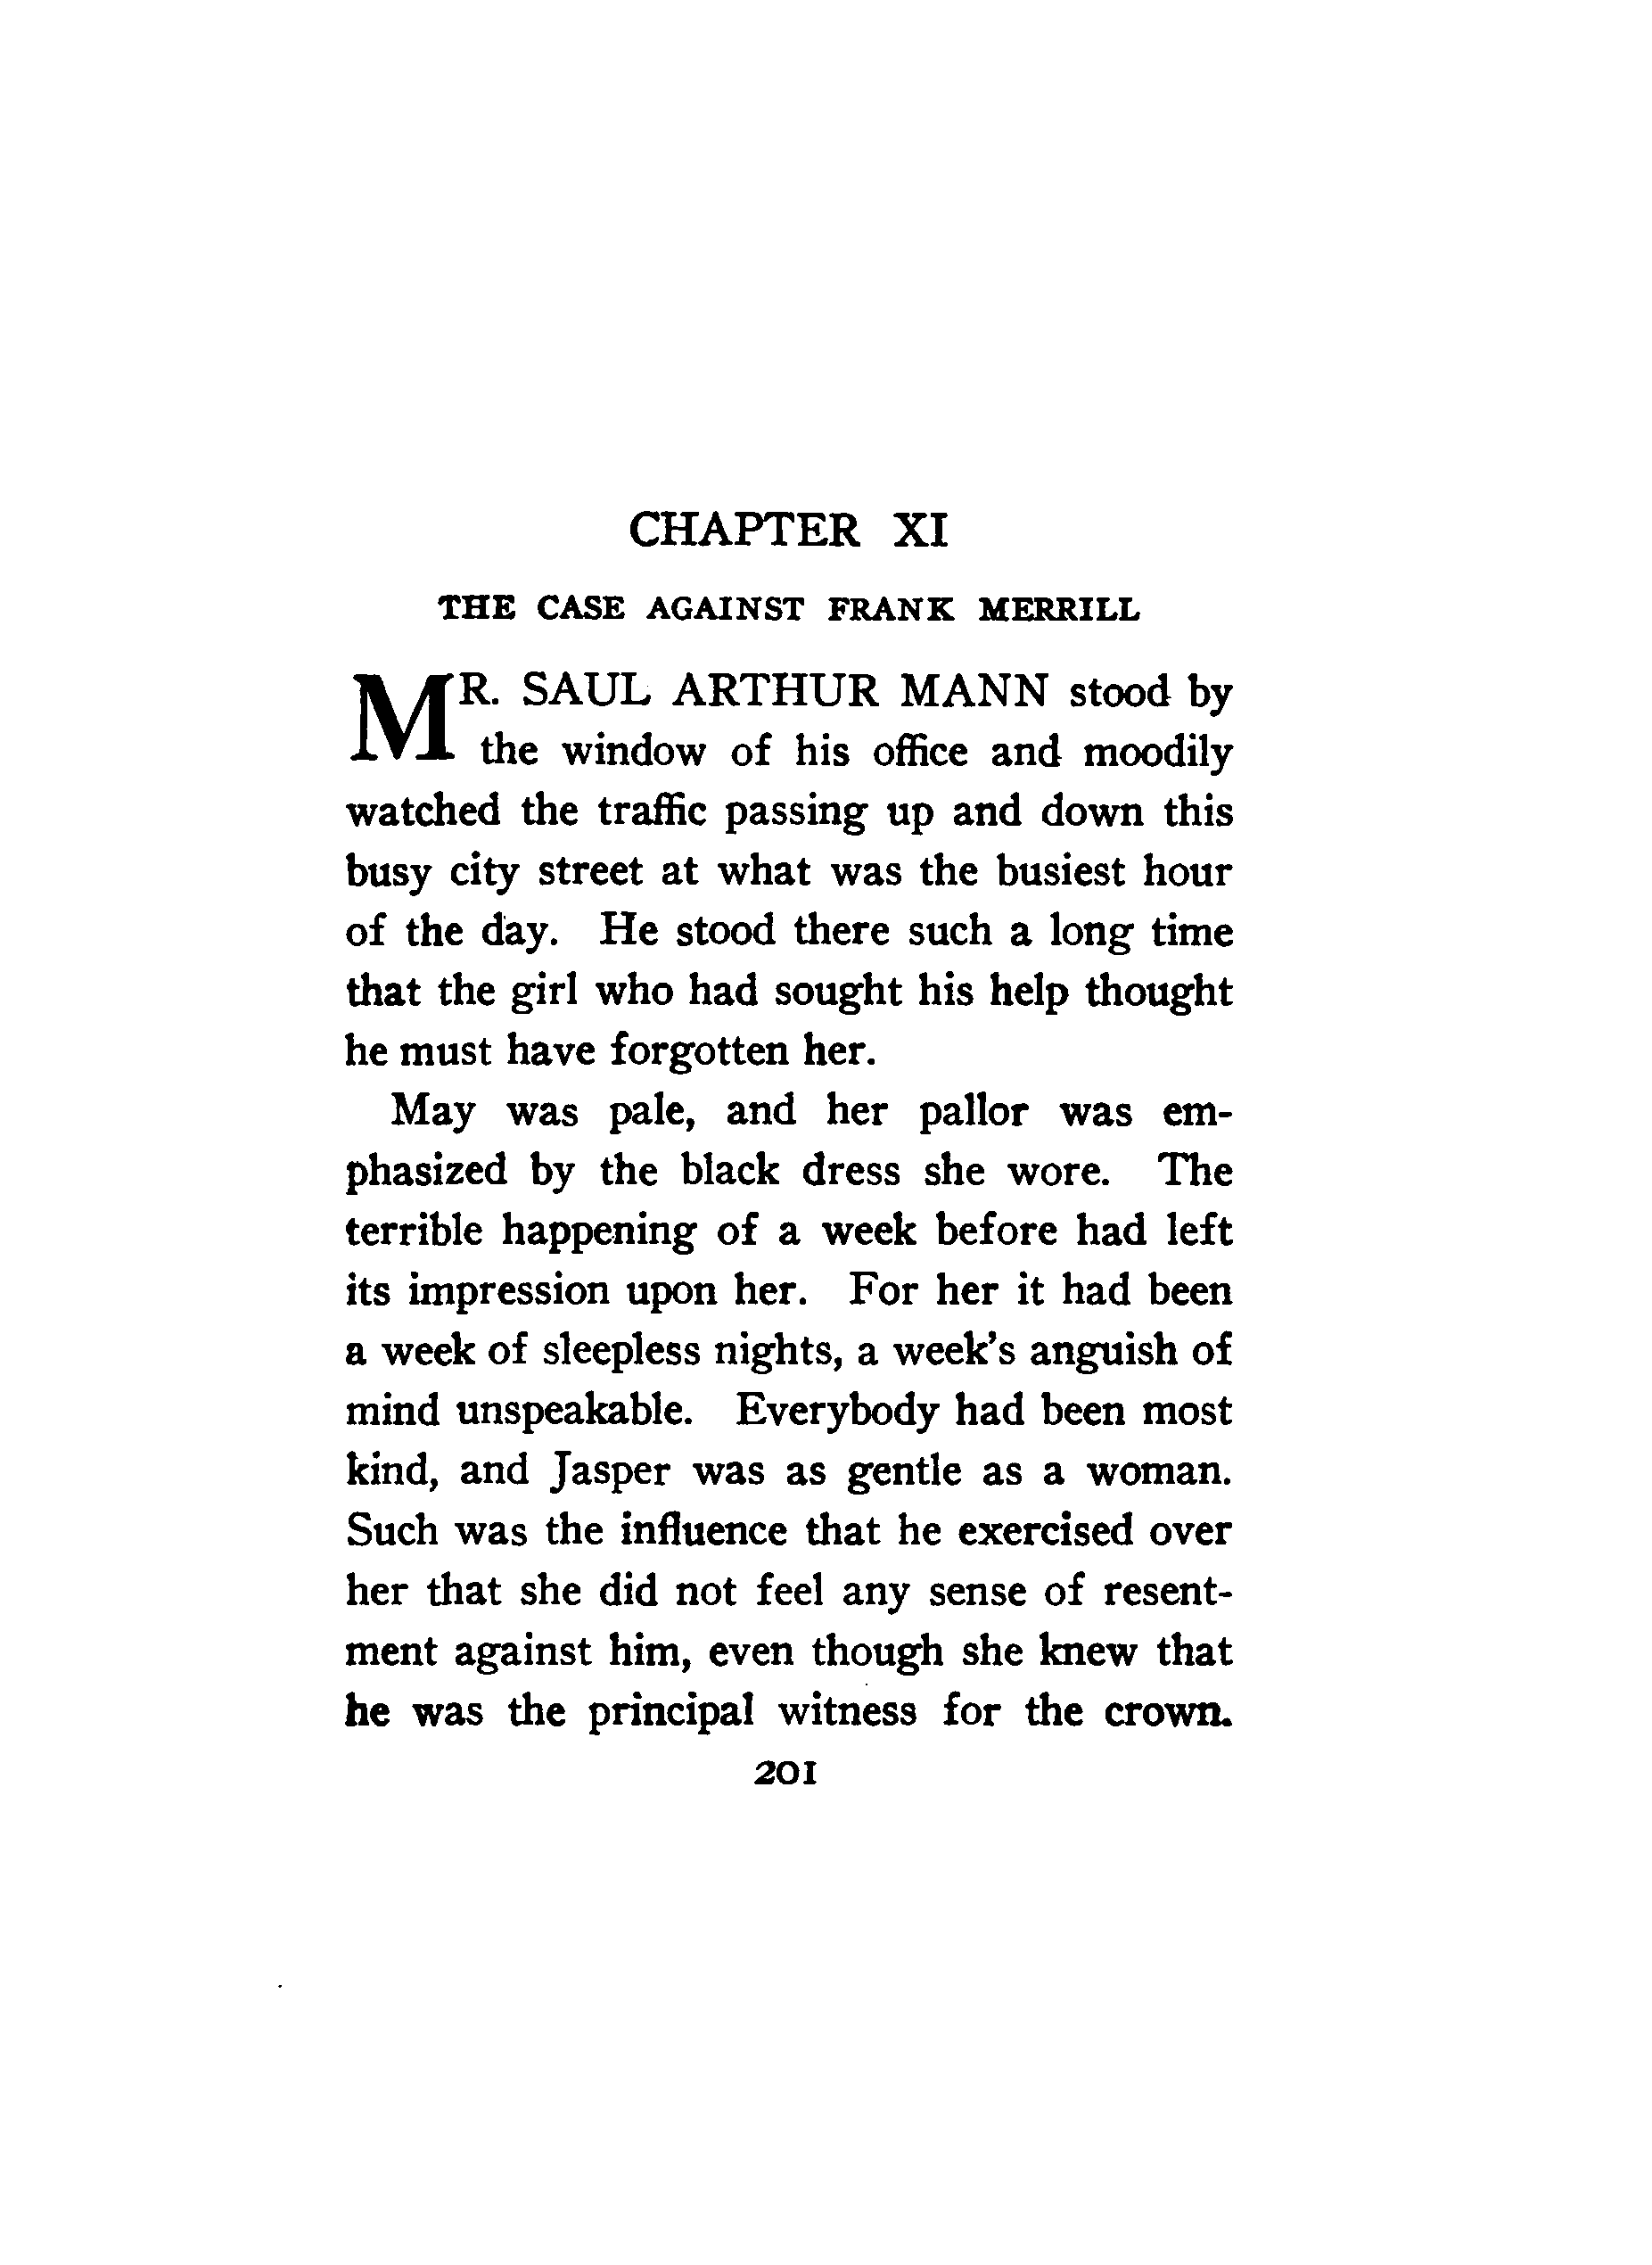 CHAPTER XI
THE CASE AGAINST FRANK MERRILL
MR. SAUL ARTHUR MANN stood by
the window of his office and moodily
watched the traffic passing up and down this
busy city street at what was the busiest hour
of the day. He stood there such a long time
that the girl who had sought his help thought
he must have forgotten her.
May was pale, and her pallor was em-
phasized by the black dress she wore. The
terrible happening of a week before had left
its impression upon her. For her it had been
a week of sleepless nights, a week's anguish of
mind unspeakable. Everybody had been most
kind, and Jasper was as gentle as a woman.
Such was the influence that he exercised over
her that she did not feel any sense of resent-
ment against him, even though she knew that
he was the principal witness for the crown.
201